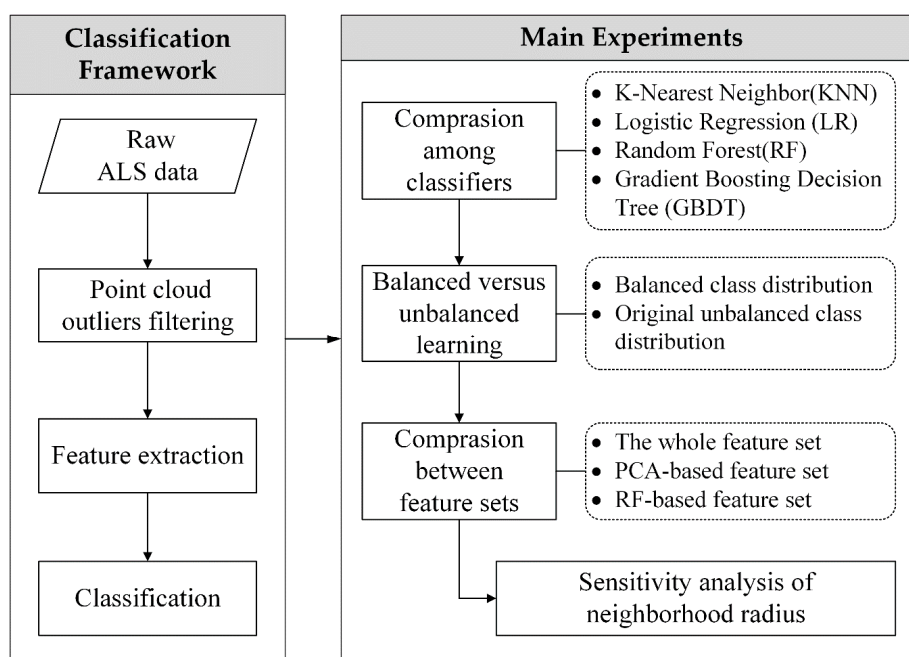 Classification
Framework
Raw
ALS data
Point cloud
outliers filtering
Feature extraction
Classification
Main Experiments
Comprasion
among
classifiers
• K-Nearest Neighbor(KNN)
• Logistic Regression (LR)
• Random Forest(RF)
• Gradient Boosting Decision
Tree (GBDT)
Balanced versus
unbalanced
learning
• Balanced class distribution
• Original unbalanced class
distribution
Comprasion
between
feature sets
• The whole feature set
• PCA-based feature set
• RF-based feature set
Sensitivity analysis of
neighborhood radius